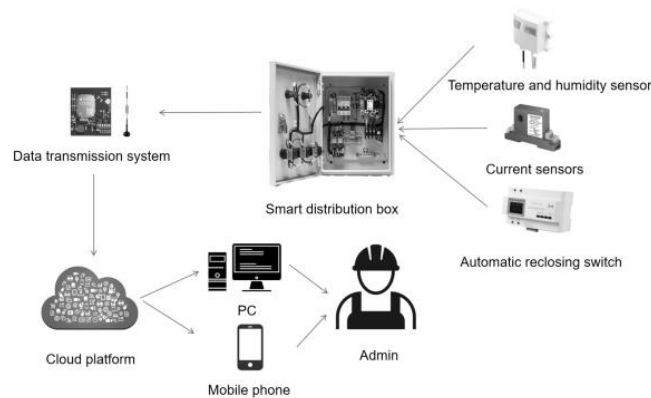 Temperature and humidity sensor
Data transmission system
Current sensors
Smart distribution box
Automatic reclosing switch
PC
Cloud platform
Admin
Mobile phone